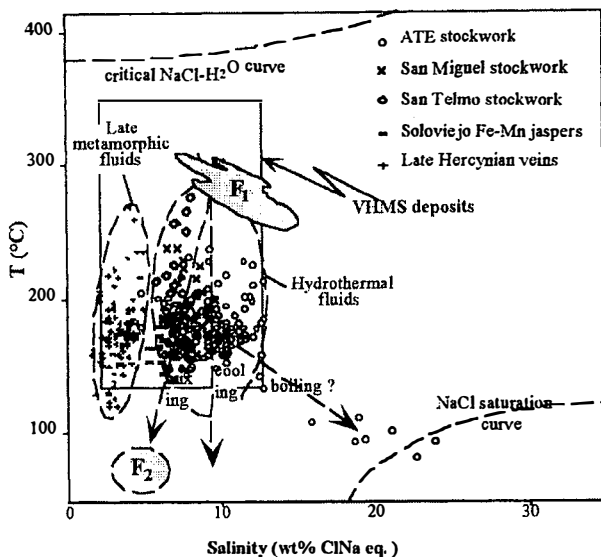 400
300
200
100
T (°C)
0
10
20
30
Salinity (wt% ClNa eq.)
critical NaCl-H²O curve
ATE stockwork
San Miguel stockwork
San Telmo stockwork
Soloviejo Fe-Mn jaspers
Late Hercynian veins
Late
metamorphic
fluids
F1
VHMS deposits
Hydrothermal
fluids
mix
ing
cool
ing
boiling ?
NaCl saturation
curve
F2